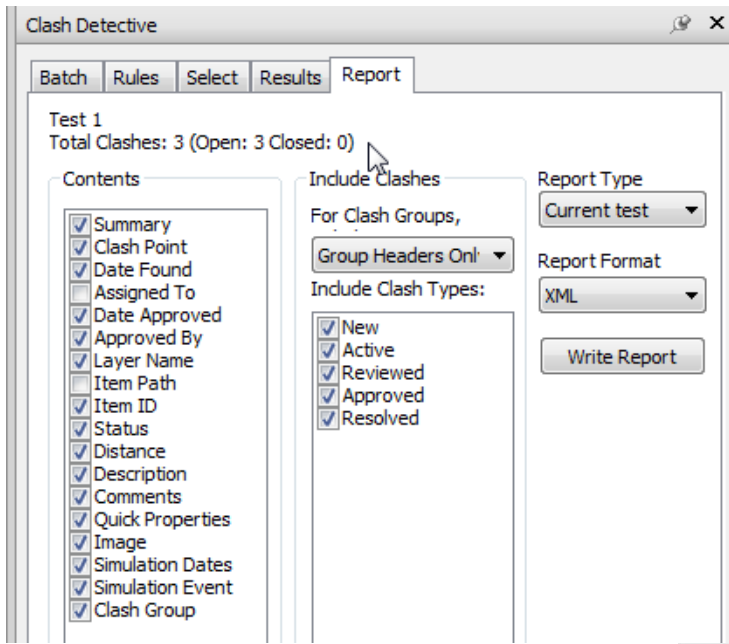 Clash Detective
Batch Rules Select Results Report
Test 1
Total Clashes: 3 (Open: 3 Closed: 0)
Contents
Summary
Clash Point
Date Found
Assigned To
Date Approved
Approved By
Layer Name
Item Path
Item ID
Status
Distance
Description
Comments
Quick Properties
Image
Simulation Dates
Simulation Event
Clash Group
Include Clashes
For Clash Groups,
Group Headers Onl
Include Clash Types:
New
Active
Reviewed
Approved
Resolved
Report Type
Current test
Report Format
XML
Write Report